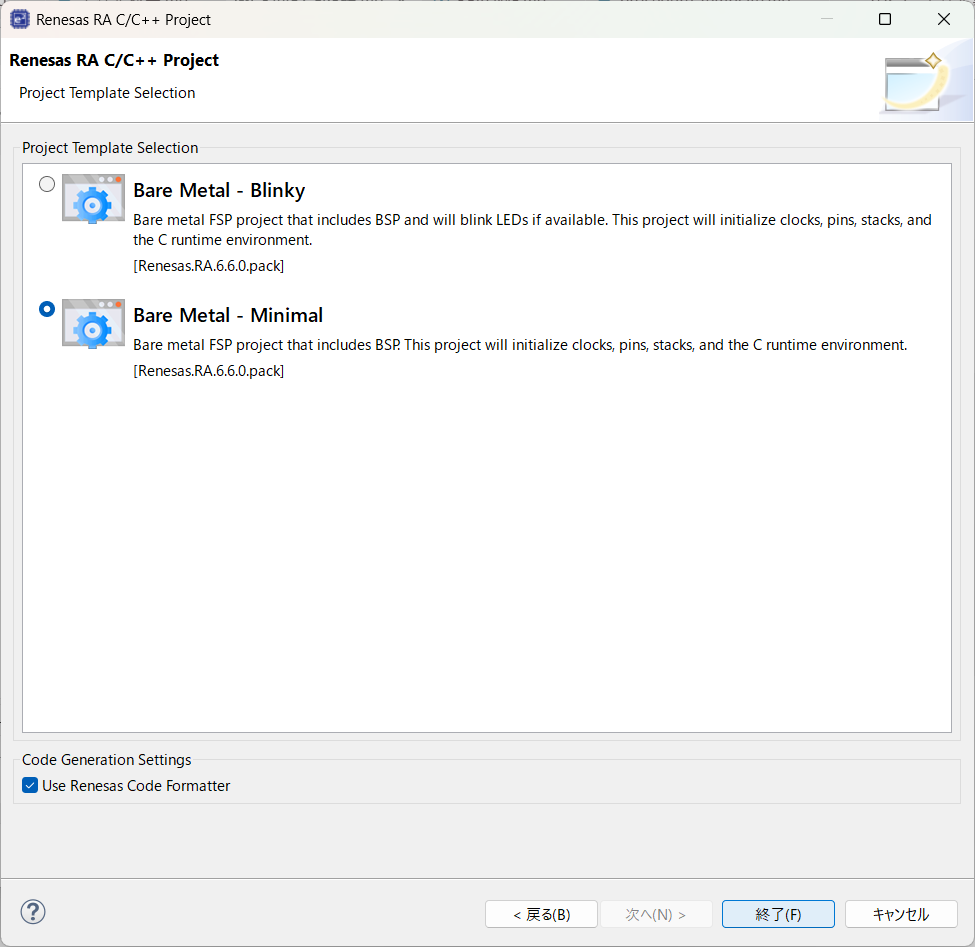 Renesas RA C/C++ Project
Renesas RA C/C++ Project
Project Template Selection
Project Template Selection
Bare Metal - Blinky
Bare metal FSP project that includes BSP and will blink LEDs if available. This project will initialize clocks, pins, stacks, and
the C runtime environment.
[Renesas.RA.6.6.0.pack]
Bare Metal - Minimal
Bare metal FSP project that includes BSP. This project will initialize clocks, pins, stacks, and the C runtime environment.
[Renesas.RA.6.6.0.pack]
Code Generation Settings
Use Renesas Code Formatter
< 戻る(B) 次へ(N) > 終了(F) キャンセル